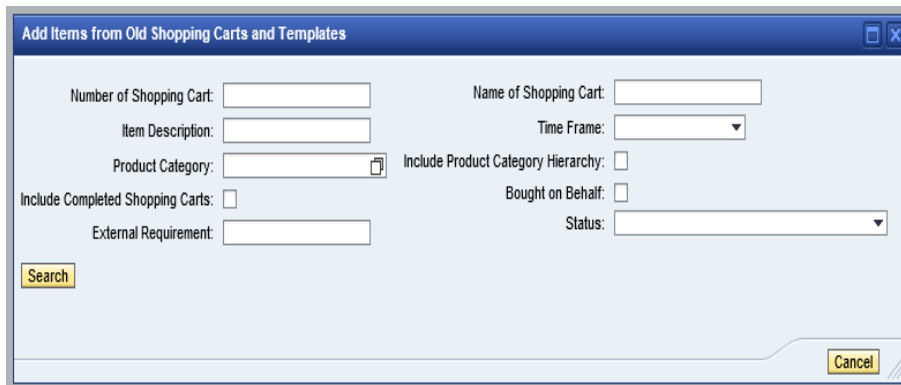 Add Items from Old Shopping Carts and Templates
Number of Shopping Cart:
Name of Shopping Cart:
Item Description:
Time Frame:
Product Category:
Include Product Category Hierarchy:
Include Completed Shopping Carts:
Bought on Behalf:
External Requirement:
Status:
Search
Cancel